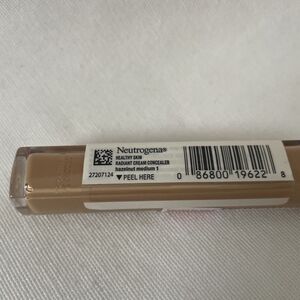 Neutrogena®
HEALTHY SKIN
RADIANT CREAM CONCEALER
hazelnut medium 1
27207124 ▼ PEEL HERE
0 86800 19622 8